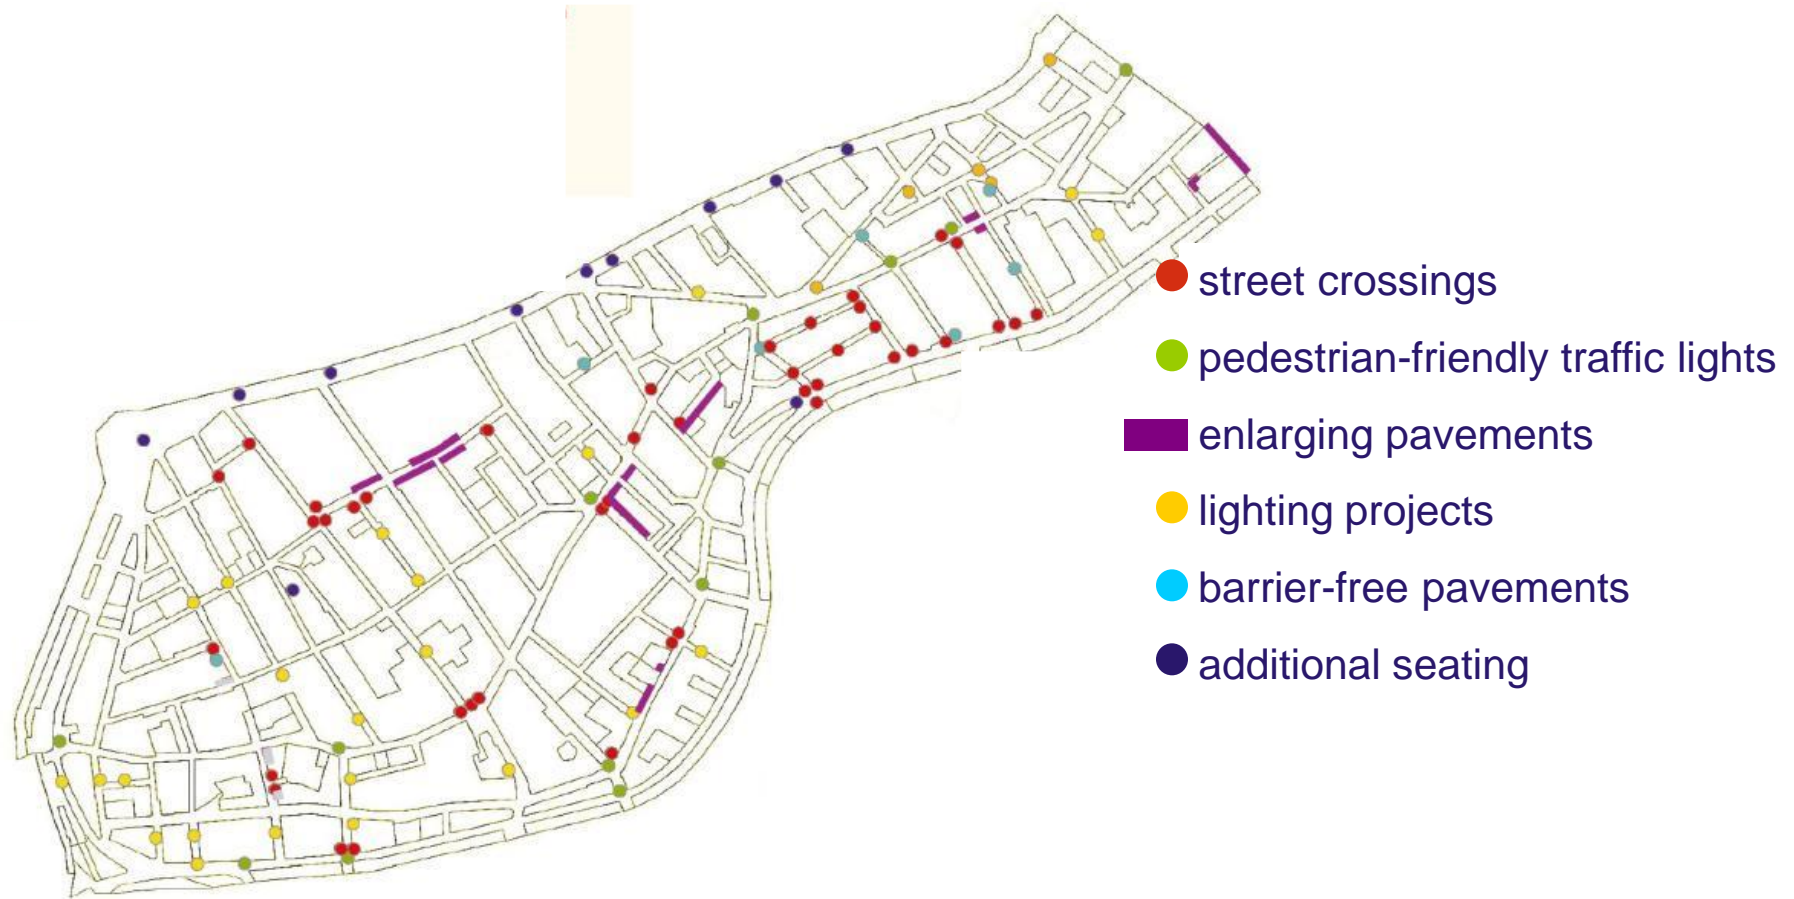 street crossings
pedestrian-friendly traffic lights
enlarging pavements
lighting projects
barrier-free pavements
additional seating